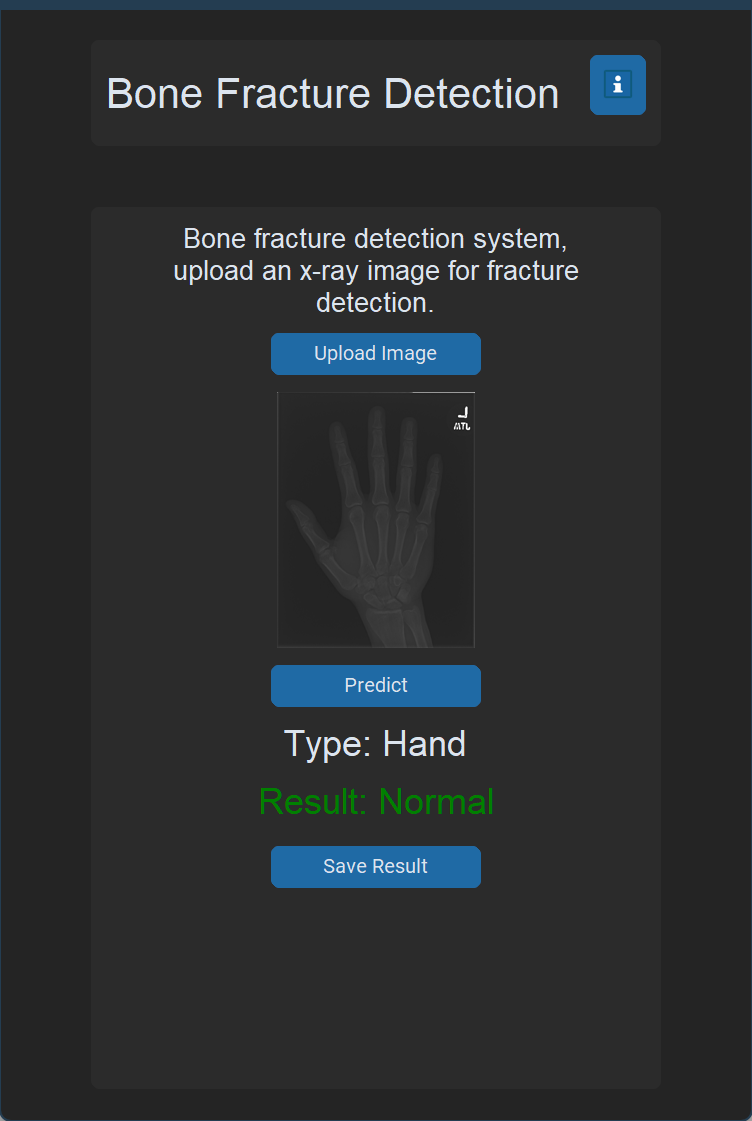 Bone Fracture Detection
i
Bone fracture detection system,
upload an x-ray image for fracture
detection.
Upload Image
L
MTL
Predict
Type: Hand
Result: Normal
Save Result